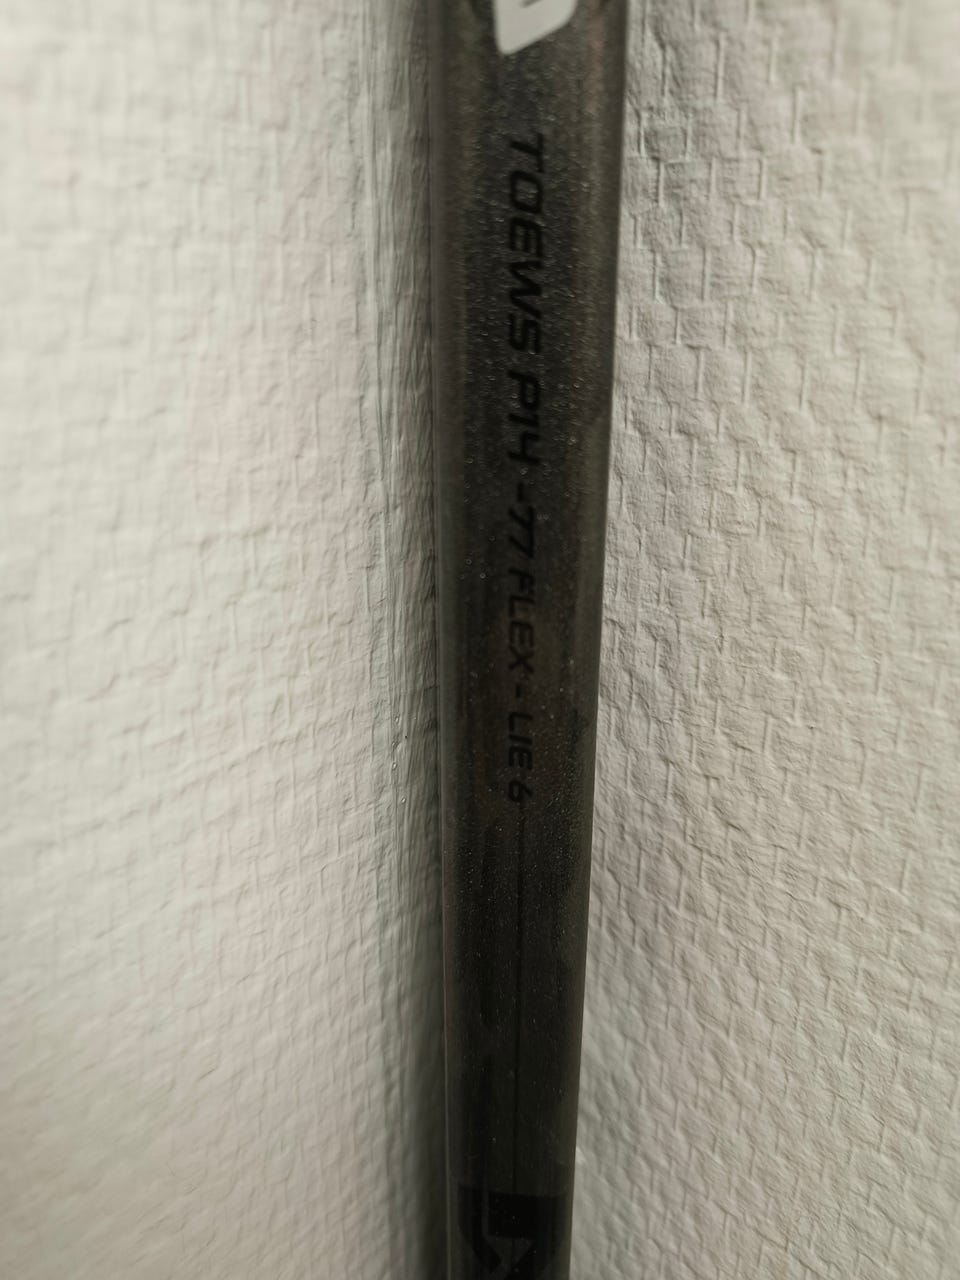 TOEWS P14 - 77 FLEX - LIE 6